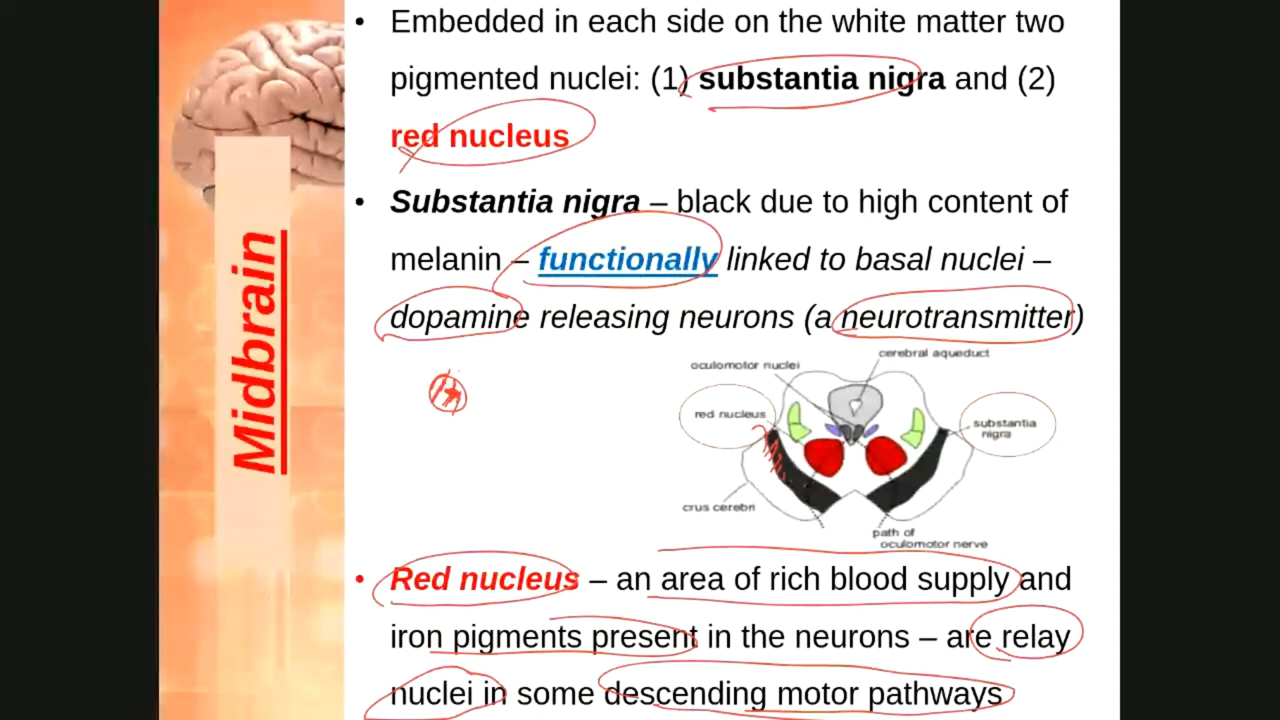 Midbrain
• Embedded in each side on the white matter two
pigmented nuclei: (1) substantia nigra and (2)
red nucleus
• Substantia nigra – black due to high content of
melanin – functionally linked to basal nuclei –
dopamine releasing neurons (a neurotransmitter)
cerebral aqueduct
oculomotor nuclei
red nucleus
substantia
nigra
crus cerebri
path of
oculomotor nerve
• Red nucleus – an area of rich blood supply and
iron pigments present in the neurons – are relay
nuclei in some descending motor pathways